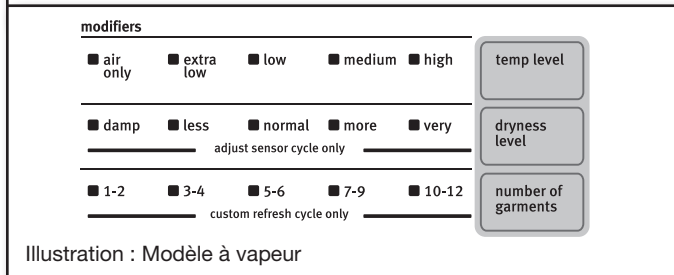 modifiers
air only extra low low medium high temp level
damp less normal more very dryness level
adjust sensor cycle only
1-2 3-4 5-6 7-9 10-12 number of garments
custom refresh cycle only
Illustration : Modèle à vapeur